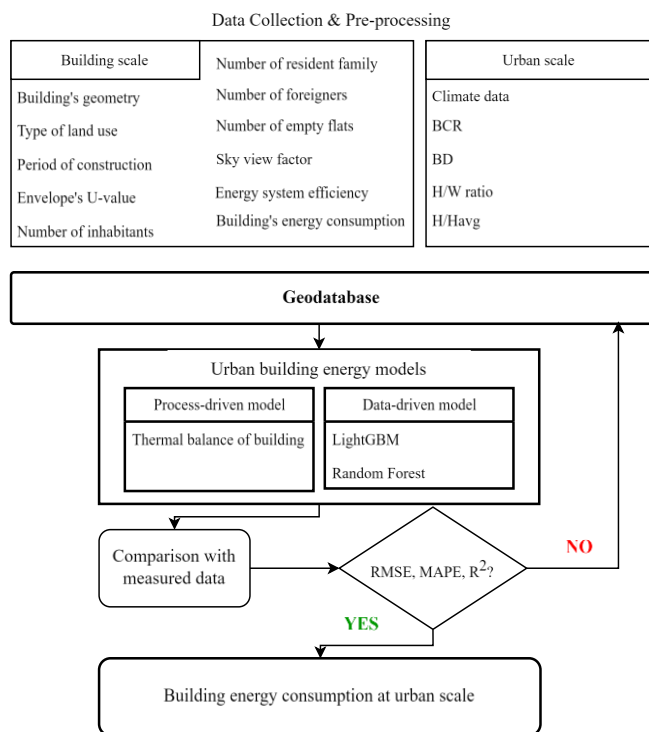 Data Collection & Pre-processing
Building scale
Building's geometry
Type of land use
Period of construction
Envelope's U-value
Number of inhabitants
Number of resident family
Number of foreigners
Number of empty flats
Sky view factor
Energy system efficiency
Building's energy consumption
Urban scale
Climate data
BCR
BD
H/W ratio
H/Havg
Geodatabase
Urban building energy models
Process-driven model
Thermal balance of building
Data-driven model
LightGBM
Random Forest
Comparison with
measured data
RMSE, MAPE, R²?
NO
YES
Building energy consumption at urban scale